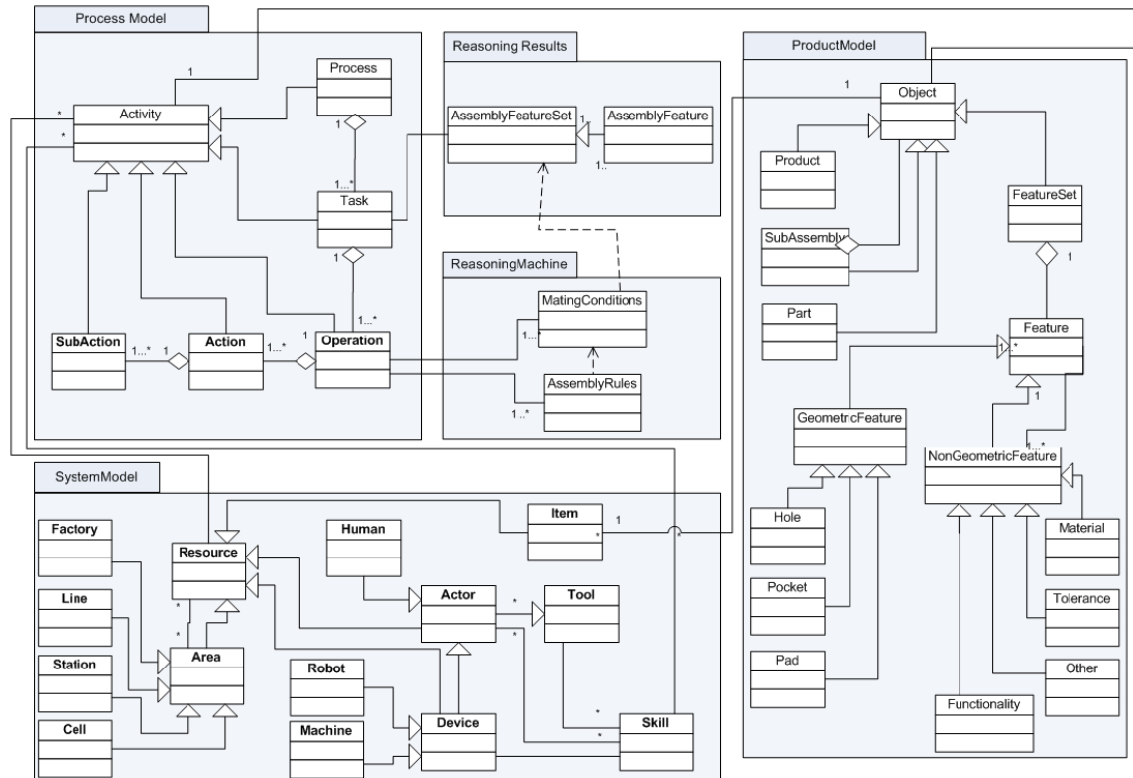 Process Model
Activity
Process
Task
SubAction
Action
Operation
1
*
*
1
1...*
1
1...*
1...*
1
1...*
1
Reasoning Results
AssemblyFeatureSet
AssemblyFeature
1..
1..
ReasoningMachine
MatingConditions
1...*
AssemblyRules
1..*
ProductModel
1
Object
Product
FeatureSet
SubAssembly
1
Part
Feature
1...*
1
GeometricFeature
1...*
NonGeometricFeature
Hole
Material
Pocket
Tolerance
Pad
Other
Functionality
SystemModel
Factory
Resource
Human
Item
1
*
*
Line
Actor
Tool
*
*
*
*
Area
Station
Robot
Cell
Machine
Device
Skill
*
*